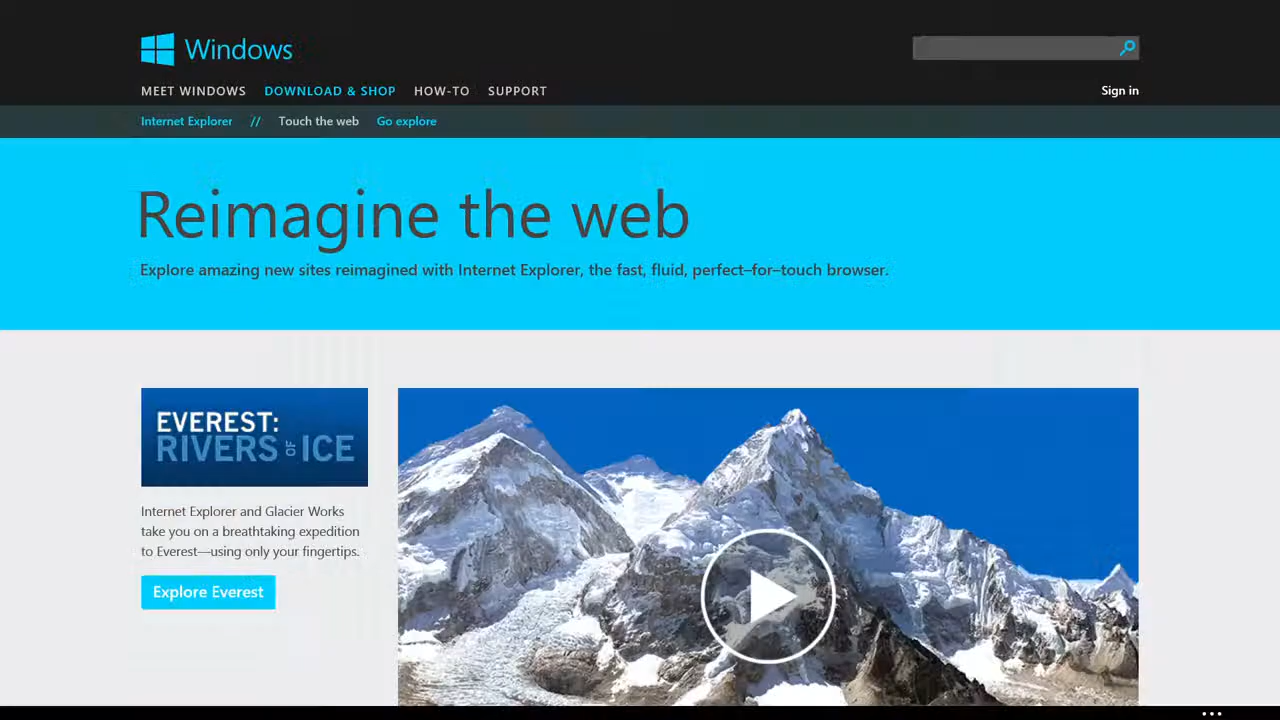 Windows
MEET WINDOWS DOWNLOAD & SHOP HOW-TO SUPPORT
Sign in
Internet Explorer // Touch the web Go explore
Reimagine the web
Explore amazing new sites reimagined with Internet Explorer, the fast, fluid, perfect–for–touch browser.
EVEREST:
RIVERS OF ICE
Internet Explorer and Glacier Works
take you on a breathtaking expedition
to Everest—using only your fingertips.
Explore Everest